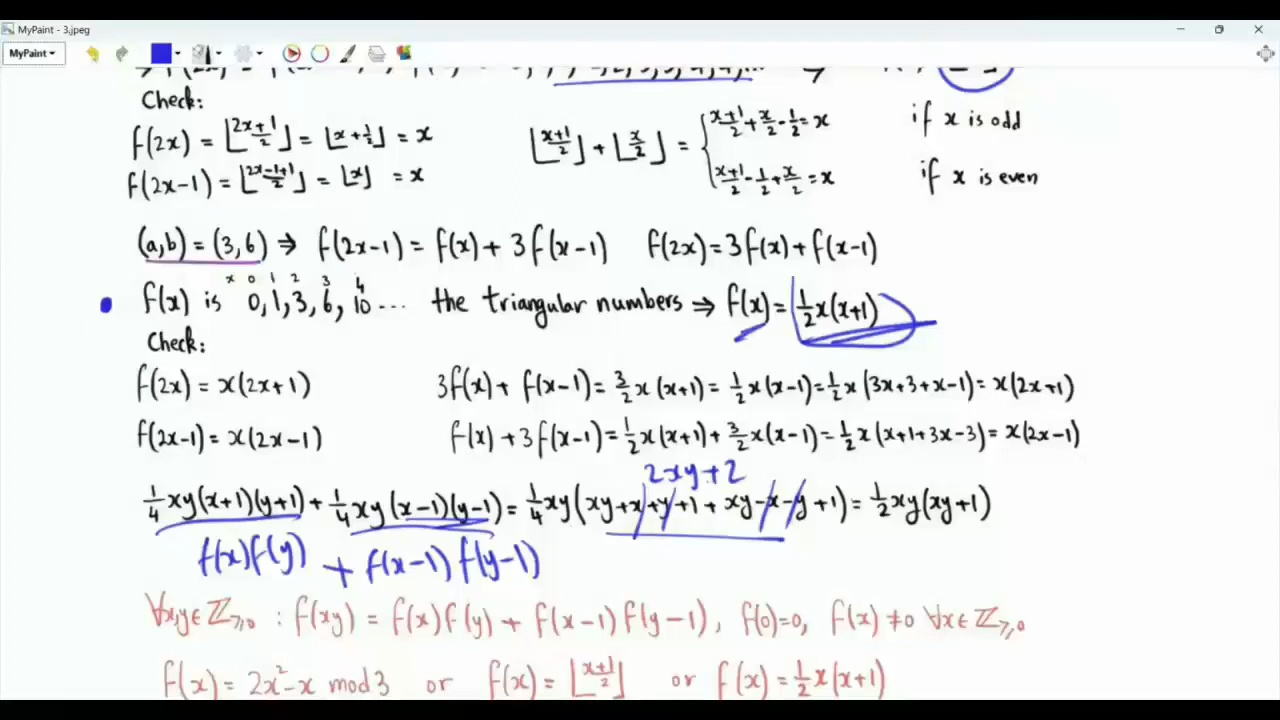 MyPaint - 3.jpeg
MyPaint
Check:
f(2x) = ⌊(2x+1)/2⌋ = ⌊x+1/2⌋ = x
⌊(x+1)/2⌋ + ⌊x/2⌋ = { (x+1)/2 + x/2 - 1/2 = x if x is odd
f(2x-1) = ⌊(2x-1+1)/2⌋ = ⌊x⌋ = x
(x+1)/2 - 1/2 + x/2 = x if x is even
(a,b) = (3,6) ⇒ f(2x-1) = f(x) + 3f(x-1) f(2x) = 3f(x) + f(x-1)
x 0 1 2 3 4
f(x) is 0, 1, 3, 6, 10 ... the triangular numbers ⇒ f(x) = 1/2 x(x+1)
Check:
f(2x) = x(2x+1) 3f(x) + f(x-1) = 3/2 x(x+1) = 1/2 x(x-1) = 1/2 x(3x+3+x-1) = x(2x+1)
f(2x-1) = x(2x-1) f(x) + 3f(x-1) = 1/2 x(x+1) + 3/2 x(x-1) = 1/2 x(x+1+3x-3) = x(2x-1)
2xy+2
1/4 xy(x+1)(y+1) + 1/4 xy(x-1)(y-1) = 1/4 xy(xy+x+y+1+xy-x-y+1) = 1/2 xy(xy+1)
f(x)f(y) + f(x-1)f(y-1)
∀x,y∈ℤ≥0 : f(xy) = f(x)f(y) + f(x-1)f(y-1), f(0)=0, f(x)≠0 ∀x∈ℤ≥0
f(x) = 2x²-x mod 3 or f(x) = ⌊(x+1)/2⌋ or f(x) = 1/2 x(x+1)